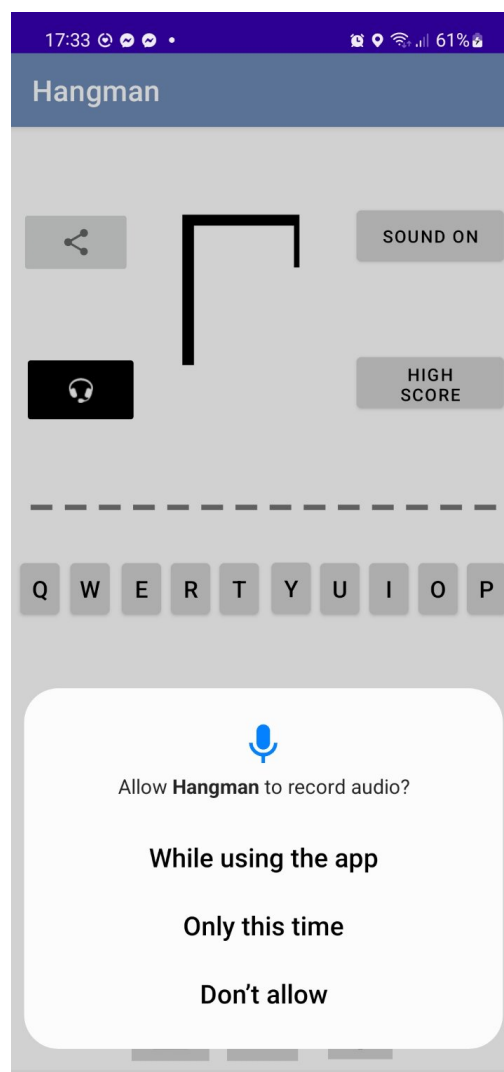 17:33 61%
Hangman
SOUND ON
HIGH
SCORE
Q W E R T Y U I O P
Allow Hangman to record audio?
While using the app
Only this time
Don’t allow